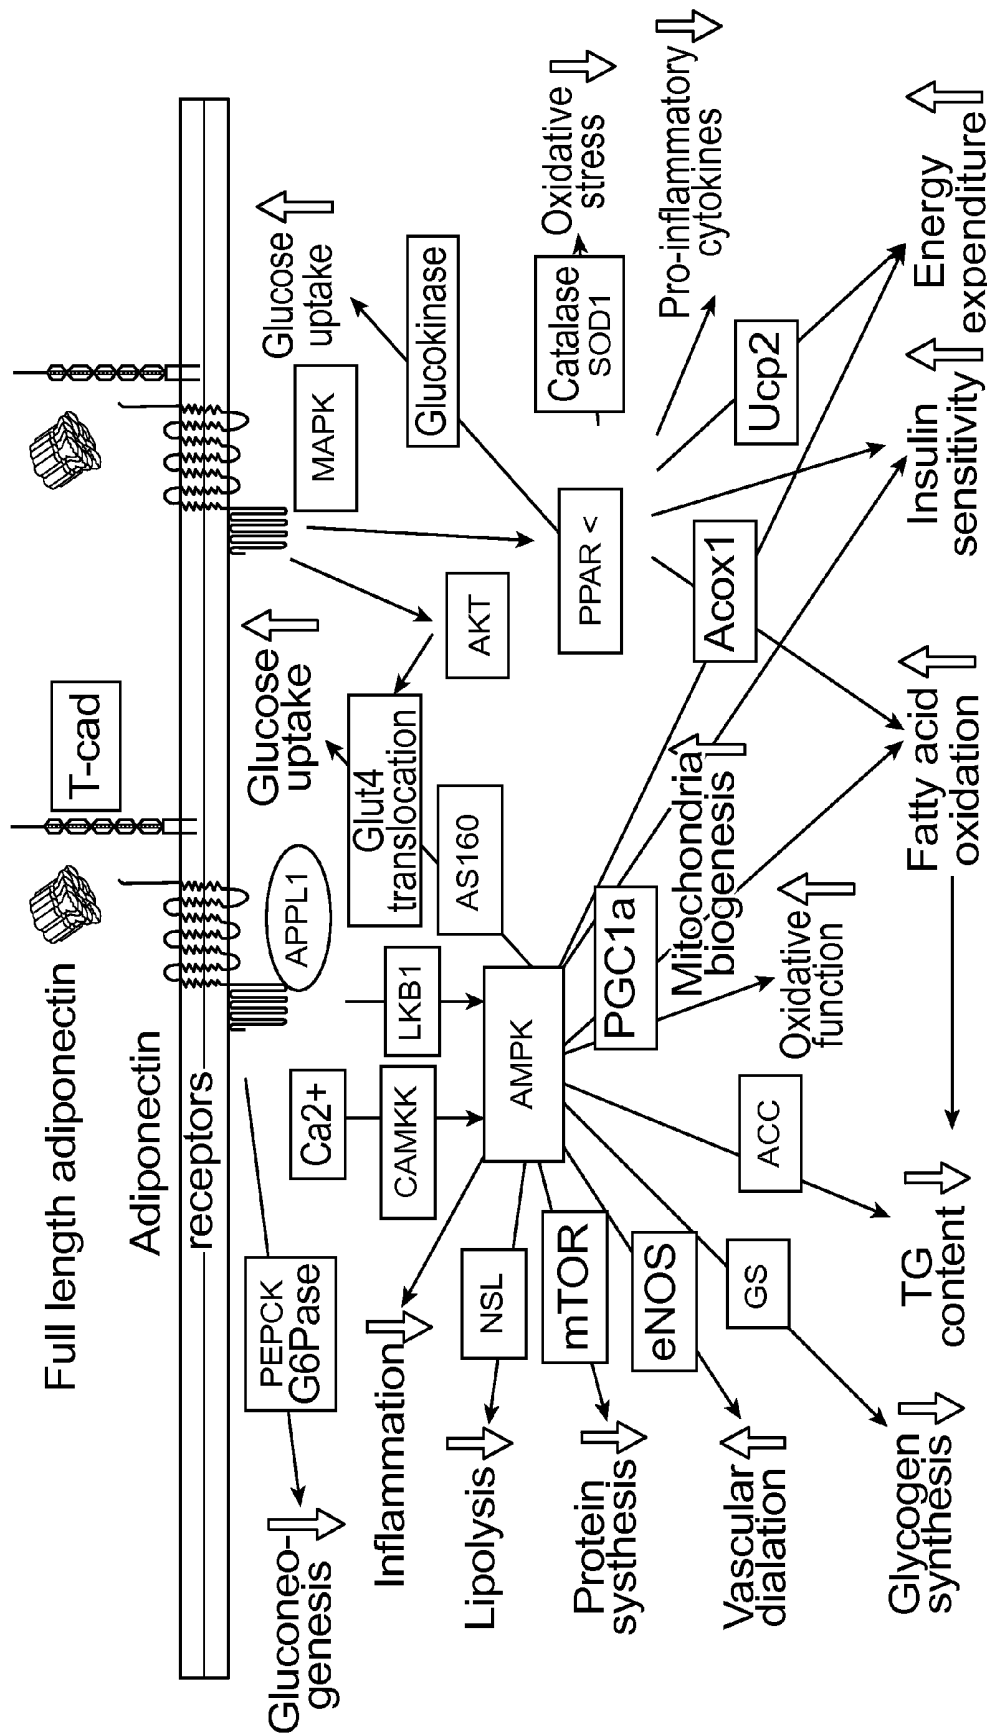 Full length adiponectin
T-cad
Adiponectin
receptors
APPL1
MAPK
PEPCK
G6Pase
Gluconeo-
genesis
Ca2+
CAMKK
LKB1
Glucose
uptake
Glut4
translocation
AKT
Glucose
uptake
Glucokinase
AS160
AMPK
PPAR <
Catalase
SOD1
Oxidative
stress
Pro-inflammatory
cytokines
Inflammation
NSL
Lipolysis
mTOR
Protein
systhesis
eNOS
Vascular
dialation
GS
Glycogen
synthesis
ACC
TG
content
PGC1a
Mitochondria
biogenesis
Oxidative
function
Acox1
Ucp2
Fatty acid
oxidation
Insulin
sensitivity
Energy
expenditure